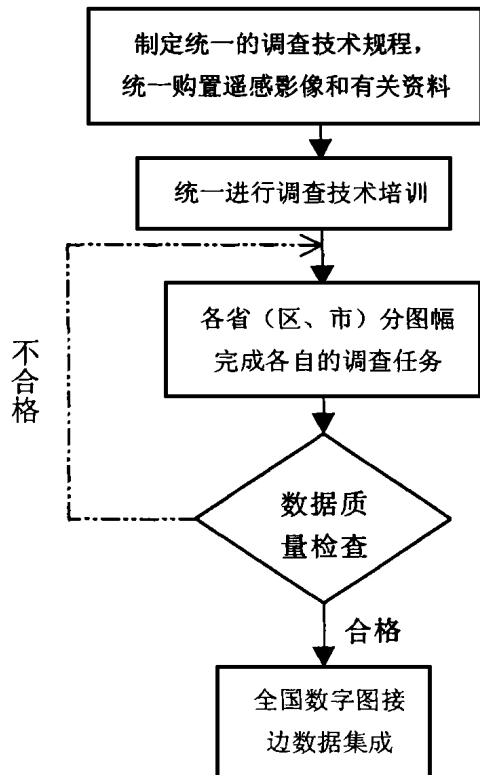 制定统一的调查技术规程，
统一购置遥感影像和有关资料
统一进行调查技术培训
各省（区、市）分图幅
完成各自的调查任务
不合格
数据质
量检查
合格
全国数字图接
边数据集成